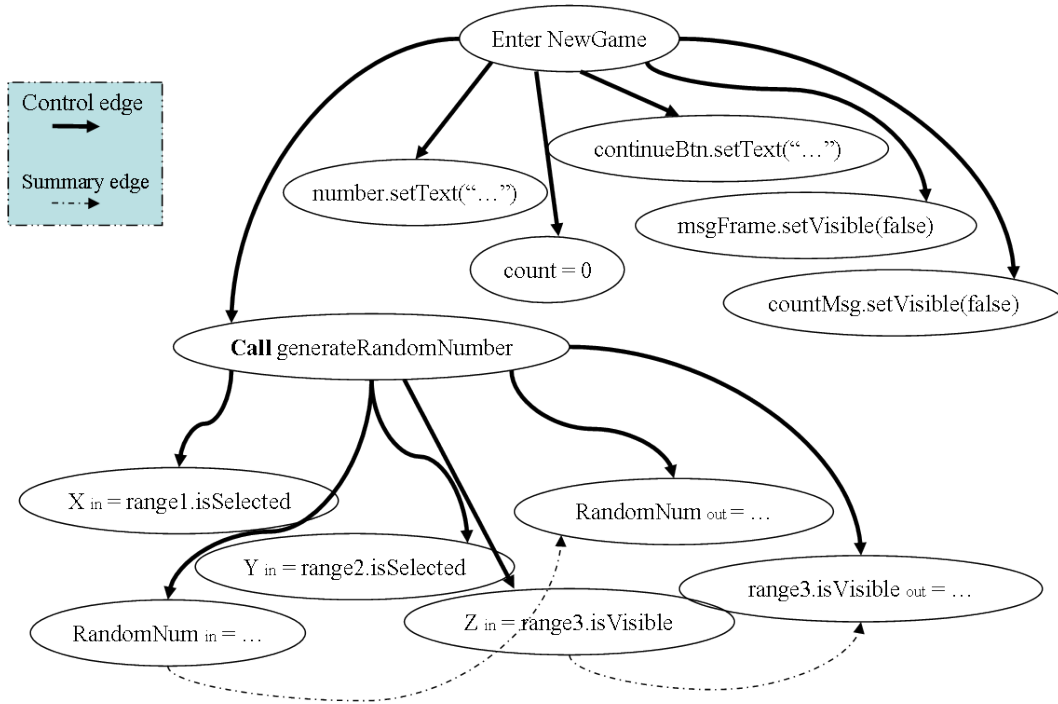 Enter NewGame
Control edge
Summary edge
continueBtn.setText(“…”)
number.setText(“…”)
msgFrame.setVisible(false)
count = 0
countMsg.setVisible(false)
Call generateRandomNumber
X in = range1.isSelected
RandomNum out = …
Y in = range2.isSelected
range3.isVisible out = …
RandomNum in = …
Z in = range3.isVisible